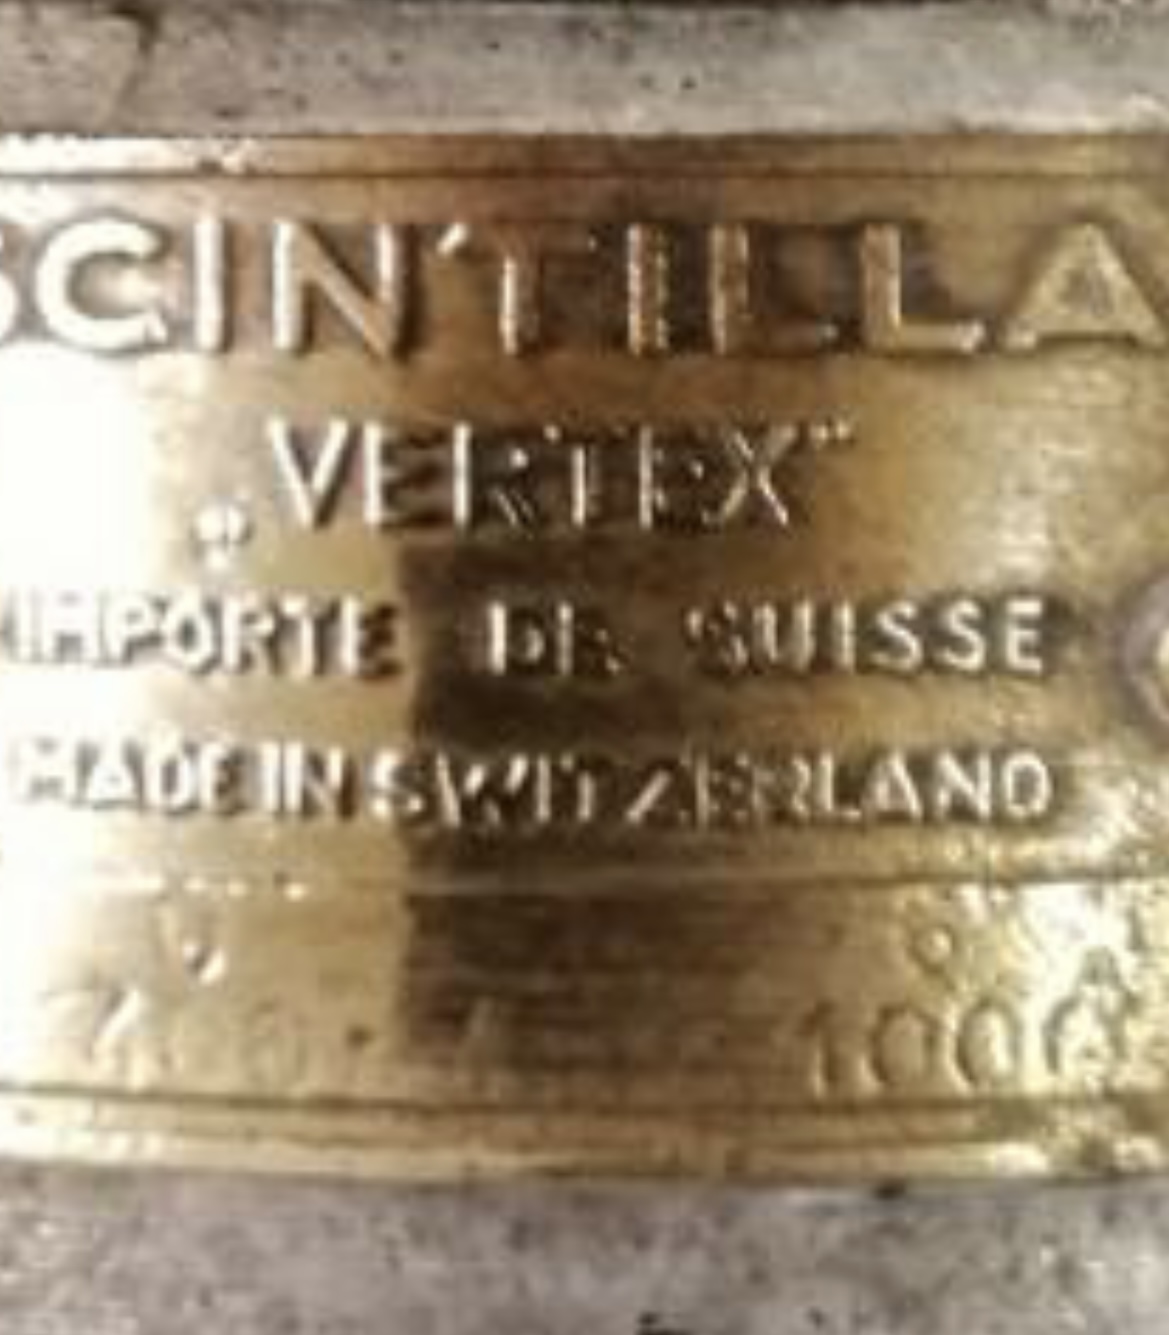 SCINTILLA
„VERTEX“
IMPORTE DE SUISSE
MADE IN SWITZERLAND